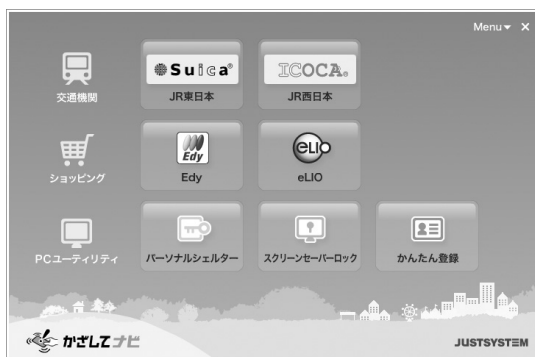 Menu▼ ×
交通機関
Suica®
JR東日本
ICOCA®
JR西日本
ショッピング
Edy
Edy
eLIO
eLIO
PCユーティリティ
パーソナルシェルター
スクリーンセーバーロック
かんたん登録
かざしてナビ
JUSTSYSTEM